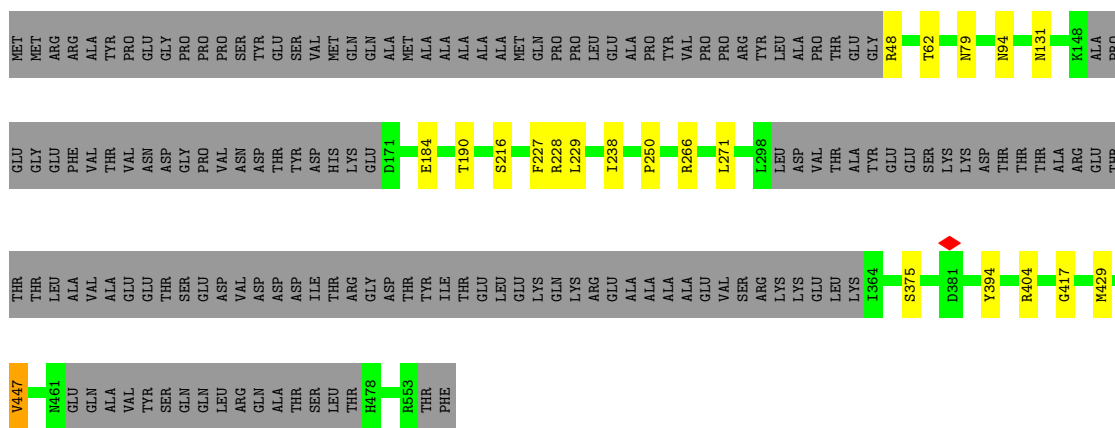 MET MET ARG ARG ALA TYR PRO GLU GLY PRO PRO PRO SER TYR GLU SER VAL MET GLN GLN ALA MET ALA ALA ALA ALA ALA MET GLN PRO PRO LEU GLU ALA PRO TYR VAL PRO PRO ARG TYR LEU ALA PRO THR GLU GLY R48 T62 N79 N94 N131 K148 ALA PRO
GLU GLY GLU PHE VAL THR VAL ASN ASP GLY PRO VAL ASN ASP THR TYR ASP HIS LYS GLU D171 E184 T190 S216 F227 R228 L229 I238 P250 R266 L271 L298 LEU ASP VAL THR ALA TYR GLU GLU SER LYS LYS ASP THR THR THR ALA ARG GLU THR
THR THR LEU ALA VAL ALA GLU GLU THR SER GLU ASP VAL ASP ASP ASP ILE THR ARG GLY ASP THR TYR ILE THR GLU LEU GLU LYS GLN LYS ARG GLU ALA ALA ALA ALA GLU VAL SER ARG LYS LYS GLU LEU LYS I364 S375 D381 Y394 R404 G417 M429
V447 N461 GLU GLN ALA VAL TYR SER GLN GLN LEU ARG GLN ALA THR SER LEU THR H478 R553 THR PHE